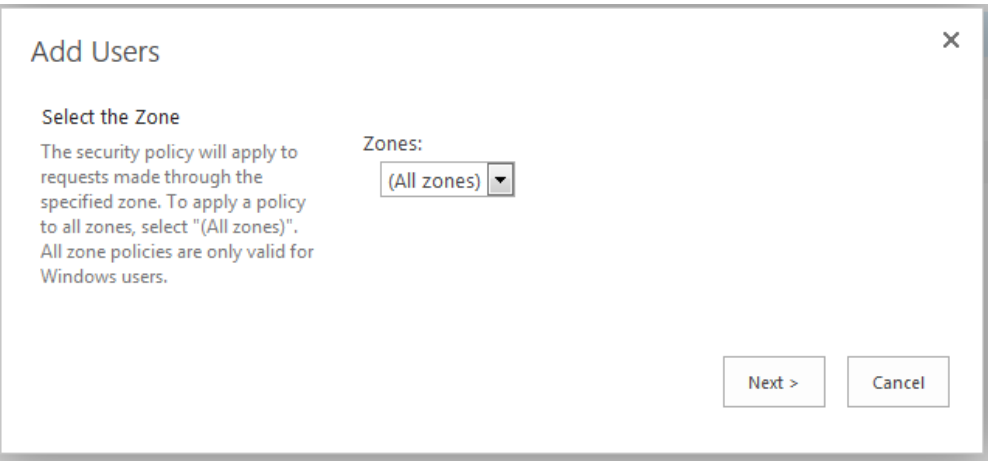 Add Users
Select the Zone
The security policy will apply to
requests made through the
specified zone. To apply a policy
to all zones, select "(All zones)".
All zone policies are only valid for
Windows users.
Zones:
(All zones)
Next >
Cancel